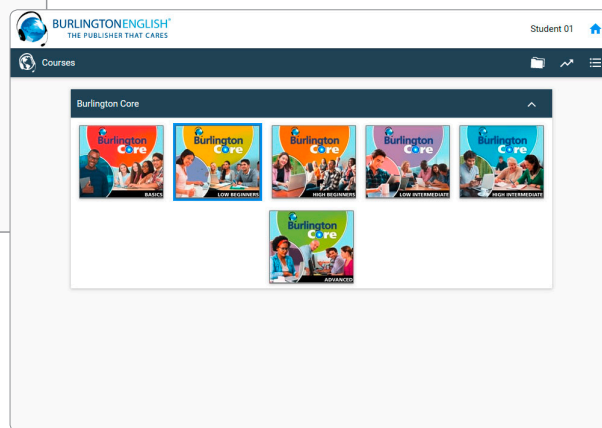 BURLINGTONENGLISH®
THE PUBLISHER THAT CARES
Student 01
Courses
Burlington Core
Burlington Core
BASICS
Burlington Core
LOW BEGINNERS
Burlington Core
HIGH BEGINNERS
Burlington Core
LOW INTERMEDIATE
Burlington Core
HIGH INTERMEDIATE
Burlington Core
ADVANCED